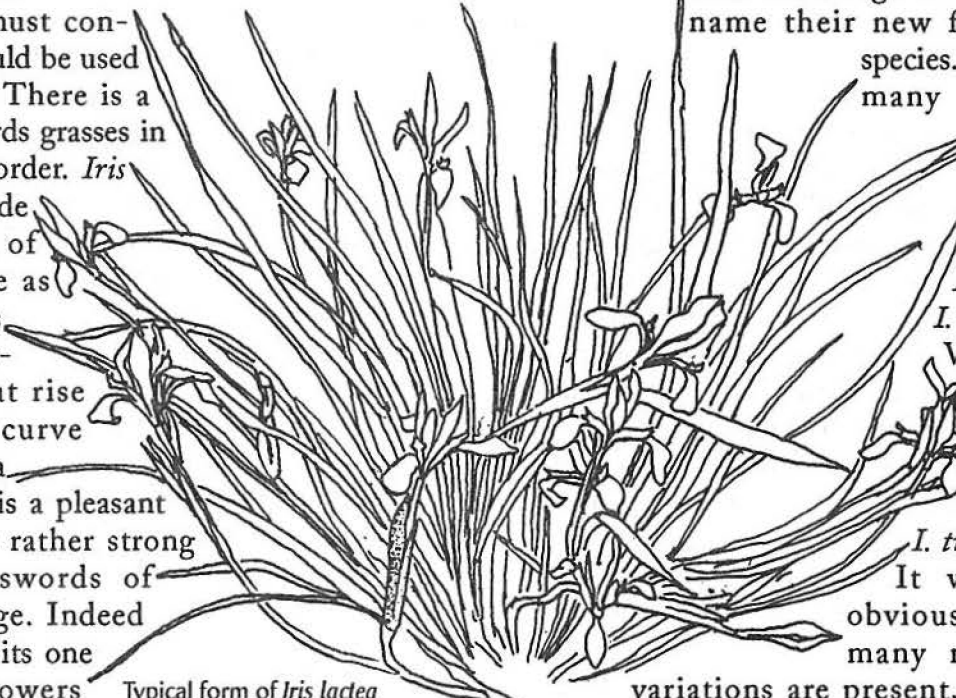 must con-
uld be used
There is a
rds grasses in
order. Iris
de
of
e as
-
at rise
curve
a
is a pleasant
rather strong
swords of
ge. Indeed
its one
owers
Typical form of Iris lactea
name their new f
species.
many
I.
I. t
It
obvious
many
variations are present.